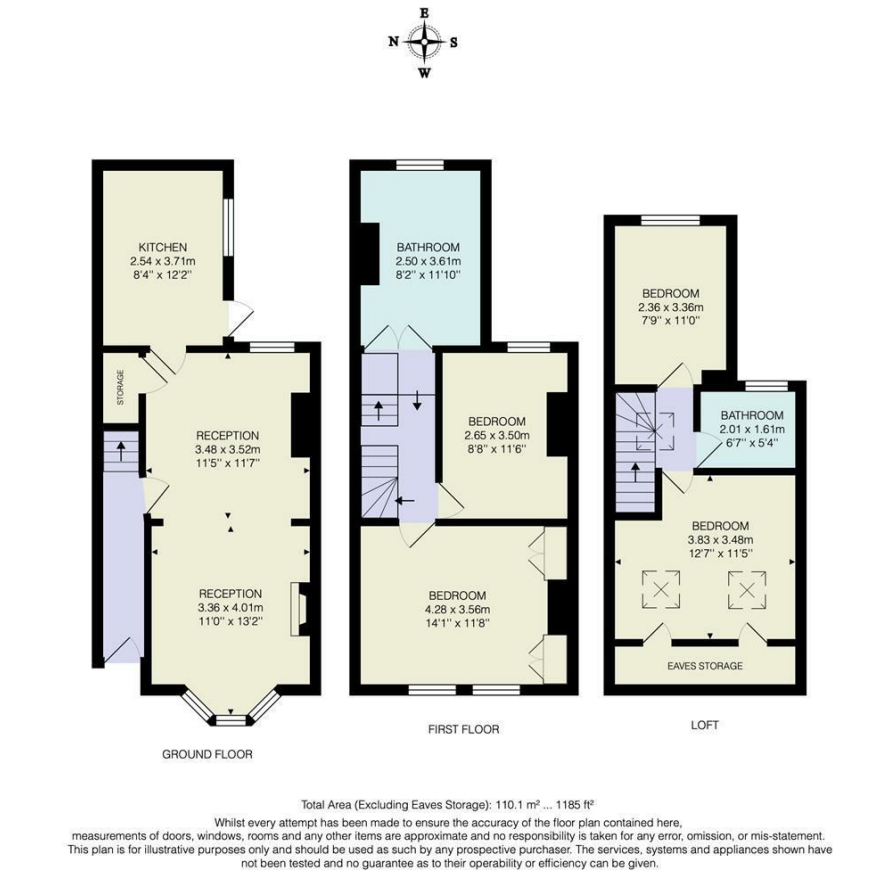 E
N S
W
KITCHEN
2.54 x 3.71m
8'4" x 12'2"
STORAGE
RECEPTION
3.48 x 3.52m
11'5" x 11'7"
RECEPTION
3.36 x 4.01m
11'0" x 13'2"
GROUND FLOOR
BATHROOM
2.50 x 3.61m
8'2" x 11'10"
BEDROOM
2.65 x 3.50m
8'8" x 11'6"
BEDROOM
4.28 x 3.56m
14'1" x 11'8"
FIRST FLOOR
BEDROOM
2.36 x 3.36m
7'9" x 11'0"
BATHROOM
2.01 x 1.61m
6'7" x 5'4"
BEDROOM
3.83 x 3.48m
12'7" x 11'5"
EAVES STORAGE
LOFT
Total Area (Excluding Eaves Storage): 110.1 m² ... 1185 ft²
Whilst every attempt has been made to ensure the accuracy of the floor plan contained here,
measurements of doors, windows, rooms and any other items are approximate and no responsibility is taken for any error, omission, or mis-statement.
This plan is for illustrative purposes only and should be used as such by any prospective purchaser. The services, systems and appliances shown have
not been tested and no guarantee as to their operability or efficiency can be given.